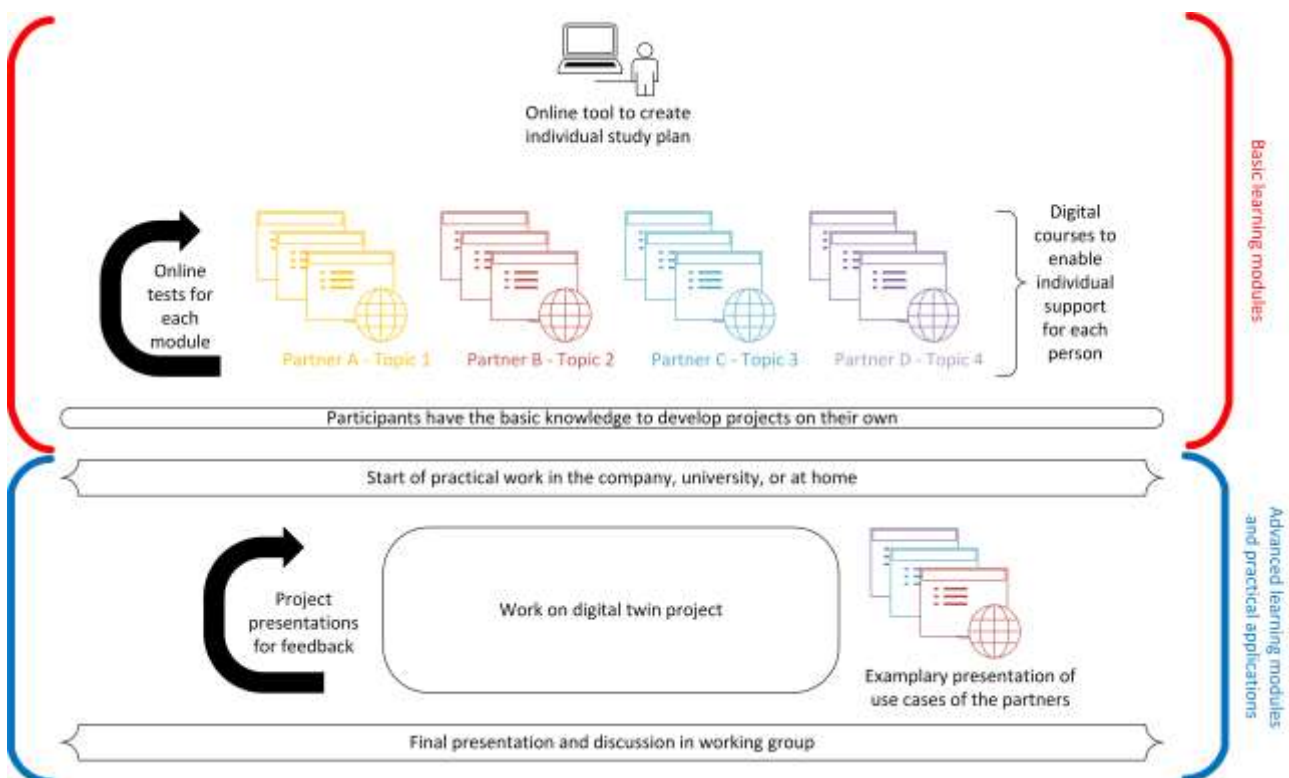 Online tool to create
individual study plan
Basic learning modules
Online
tests for
each
module
Partner A - Topic 1
Partner B - Topic 2
Partner C - Topic 3
Partner D - Topic 4
Digital
courses to
enable
individual
support
for each
person
Participants have the basic knowledge to develop projects on their own
Start of practical work in the company, university, or at home
Project
presentations
for feedback
Work on digital twin project
Examplary presentation of
use cases of the partners
Advanced learning modules
and practical applications
Final presentation and discussion in working group